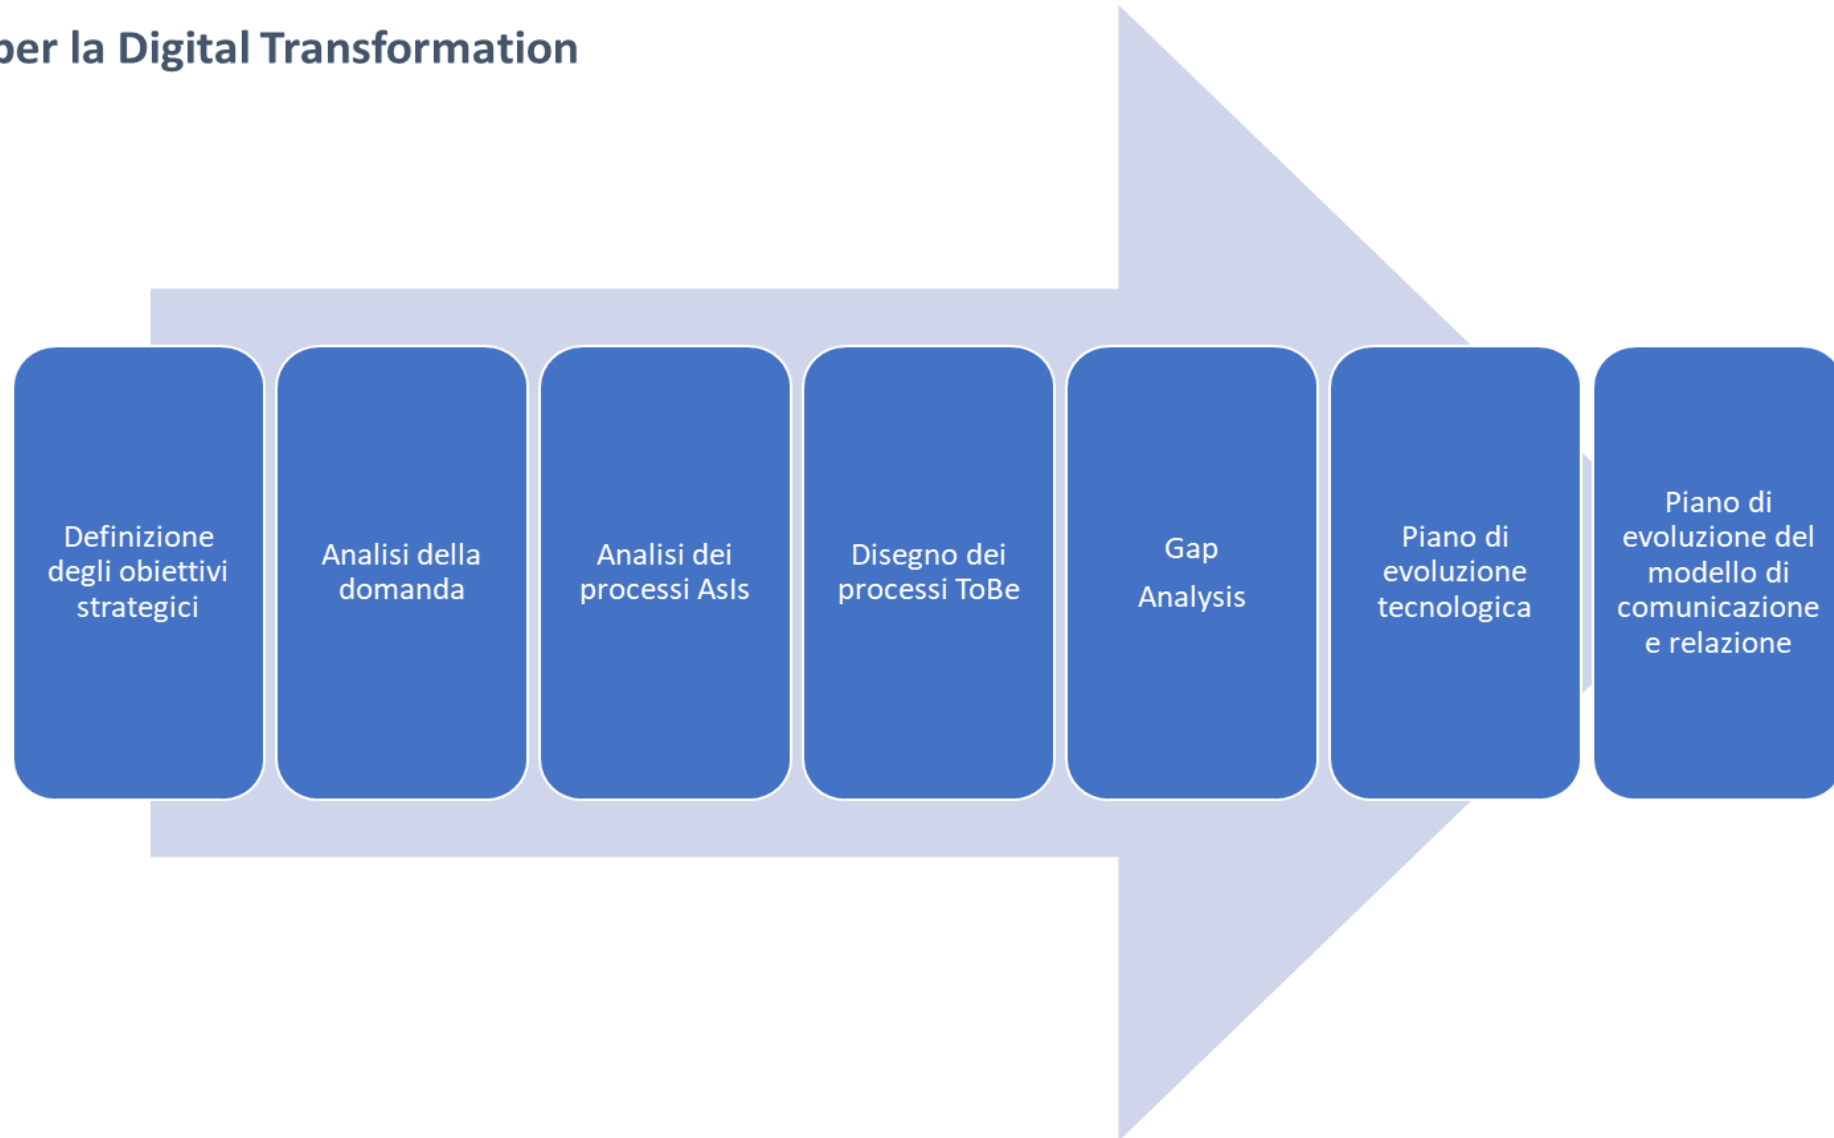 per la Digital Transformation
Definizione
degli obiettivi
strategici
Analisi della
domanda
Analisi dei
processi AsIs
Disegno dei
processi ToBe
Gap
Analysis
Piano di
evoluzione
tecnologica
Piano di
evoluzione del
modello di
comunicazione
e relazione